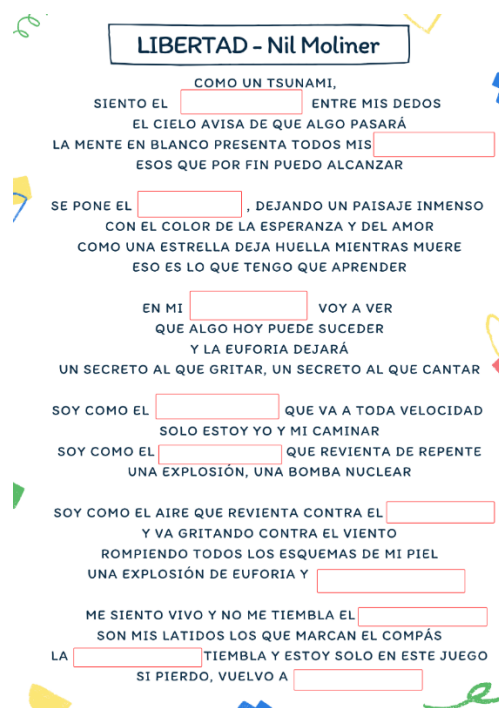 LIBERTAD - Nil Moliner
COMO UN TSUNAMI,
SIENTO EL ENTRE MIS DEDOS
EL CIELO AVISA DE QUE ALGO PASARÁ
LA MENTE EN BLANCO PRESENTA TODOS MIS
ESOS QUE POR FIN PUEDO ALCANZAR
SE PONE EL , DEJANDO UN PAISAJE INMENSO
CON EL COLOR DE LA ESPERANZA Y DEL AMOR
COMO UNA ESTRELLA DEJA HUELLA MIENTRAS MUERE
ESO ES LO QUE TENGO QUE APRENDER
EN MI VOY A VER
QUE ALGO HOY PUEDE SUCEDER
Y LA EUFORIA DEJARÁ
UN SECRETO AL QUE GRITAR, UN SECRETO AL QUE CANTAR
SOY COMO EL QUE VA A TODA VELOCIDAD
SOLO ESTOY YO Y MI CAMINAR
SOY COMO EL QUE REVIENTA DE REPENTE
UNA EXPLOSIÓN, UNA BOMBA NUCLEAR
SOY COMO EL AIRE QUE REVIENTA CONTRA EL
Y VA GRITANDO CONTRA EL VIENTO
ROMPIENDO TODOS LOS ESQUEMAS DE MI PIEL
UNA EXPLOSIÓN DE EUFORIA Y
ME SIENTO VIVO Y NO ME TIEMBLA EL
SON MIS LATIDOS LOS QUE MARCAN EL COMPÁS
LA TIEMBLA Y ESTOY SOLO EN ESTE JUEGO
SI PIERDO, VUELVO A